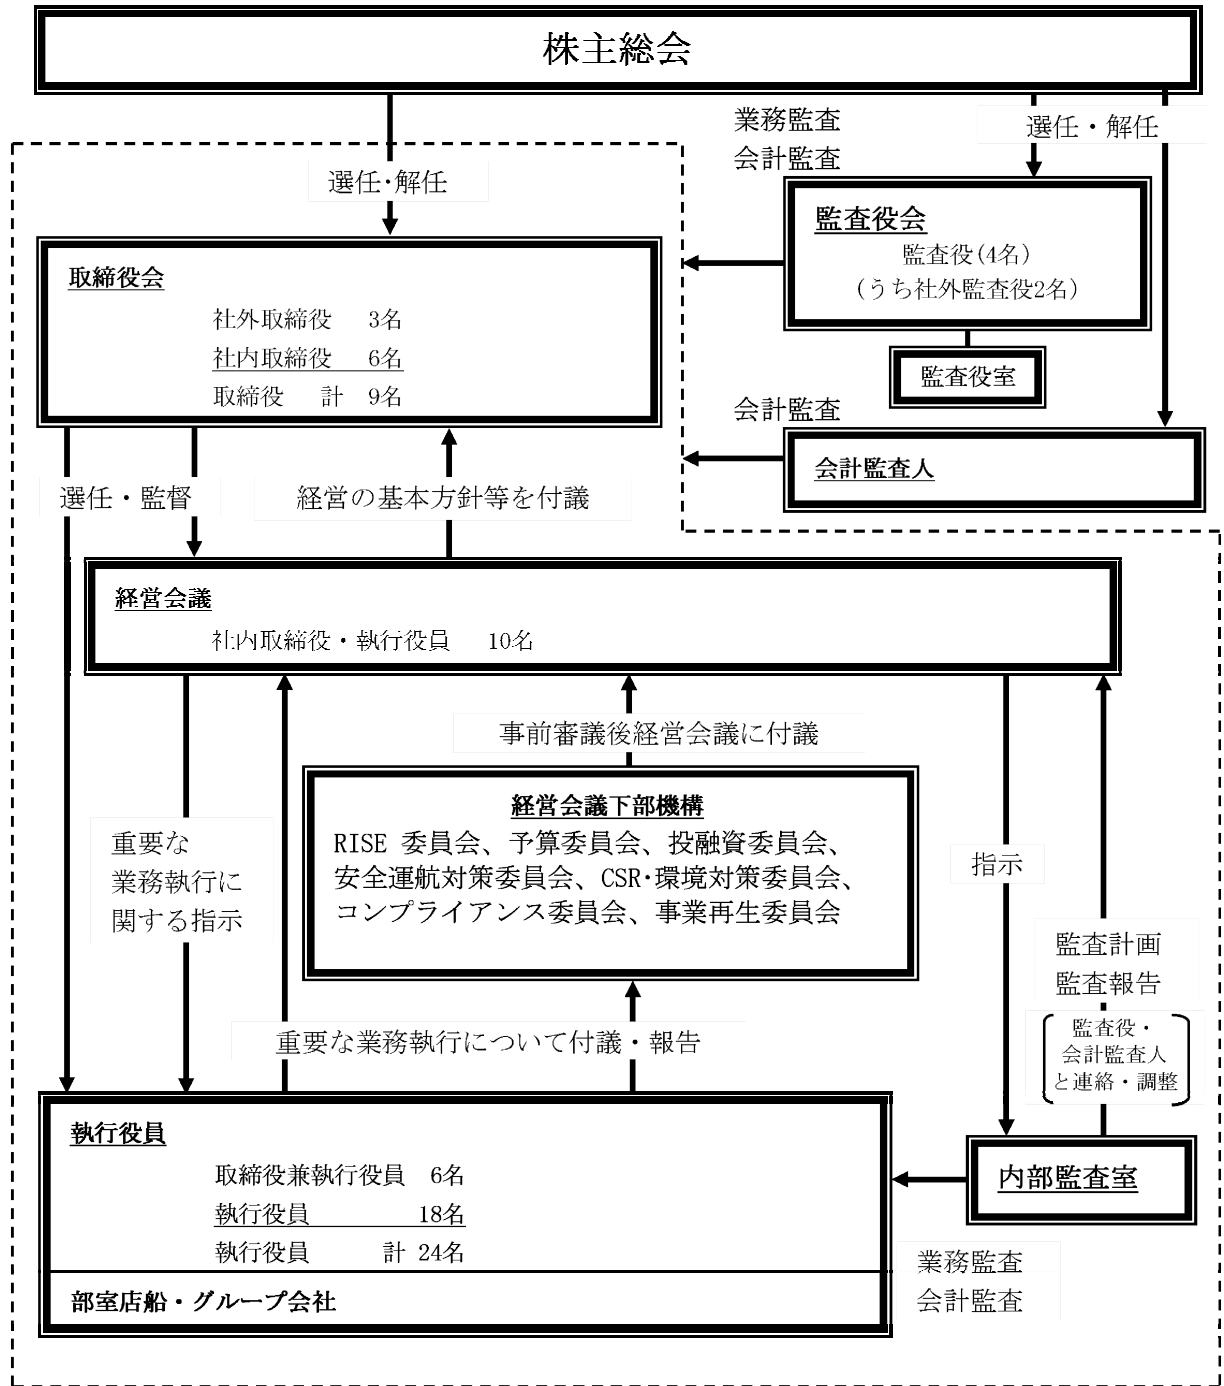 株主総会
業務監査
会計監査
選任・解任
選任･解任
監査役会
監査役(4名)
(うち社外監査役2名)
監査役室
取締役会
社外取締役 3名
社内取締役 6名
取締役 計 9名
会計監査
会計監査人
選任・監督
経営の基本方針等を付議
経営会議
社内取締役・執行役員 10名
事前審議後経営会議に付議
経営会議下部機構
RISE 委員会、予算委員会、投融資委員会、
安全運航対策委員会、CSR･環境対策委員会、
コンプライアンス委員会、事業再生委員会
重要な
業務執行に
関する指示
指示
監査計画
監査報告
監査役・
会計監査人
と連絡・調整
重要な業務執行について付議・報告
執行役員
取締役兼執行役員 6名
執行役員 18名
執行役員 計 24名
部室店船・グループ会社
内部監査室
業務監査
会計監査